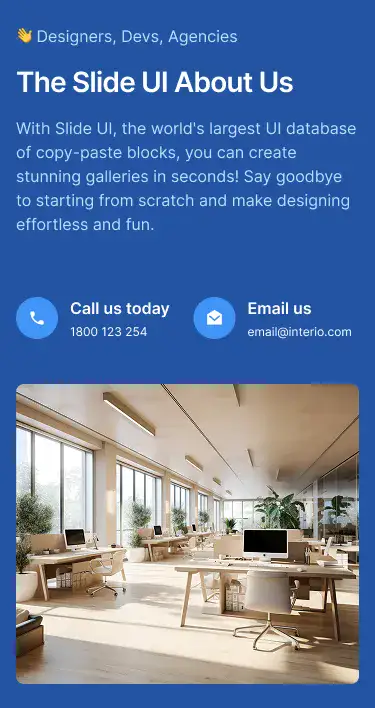 👋 Designers, Devs, Agencies
The Slide UI About Us
With Slide UI, the world's largest UI database
of copy-paste blocks, you can create
stunning galleries in seconds! Say goodbye
to starting from scratch and make designing
effortless and fun.
Call us today
1800 123 254
Email us
email@interio.com